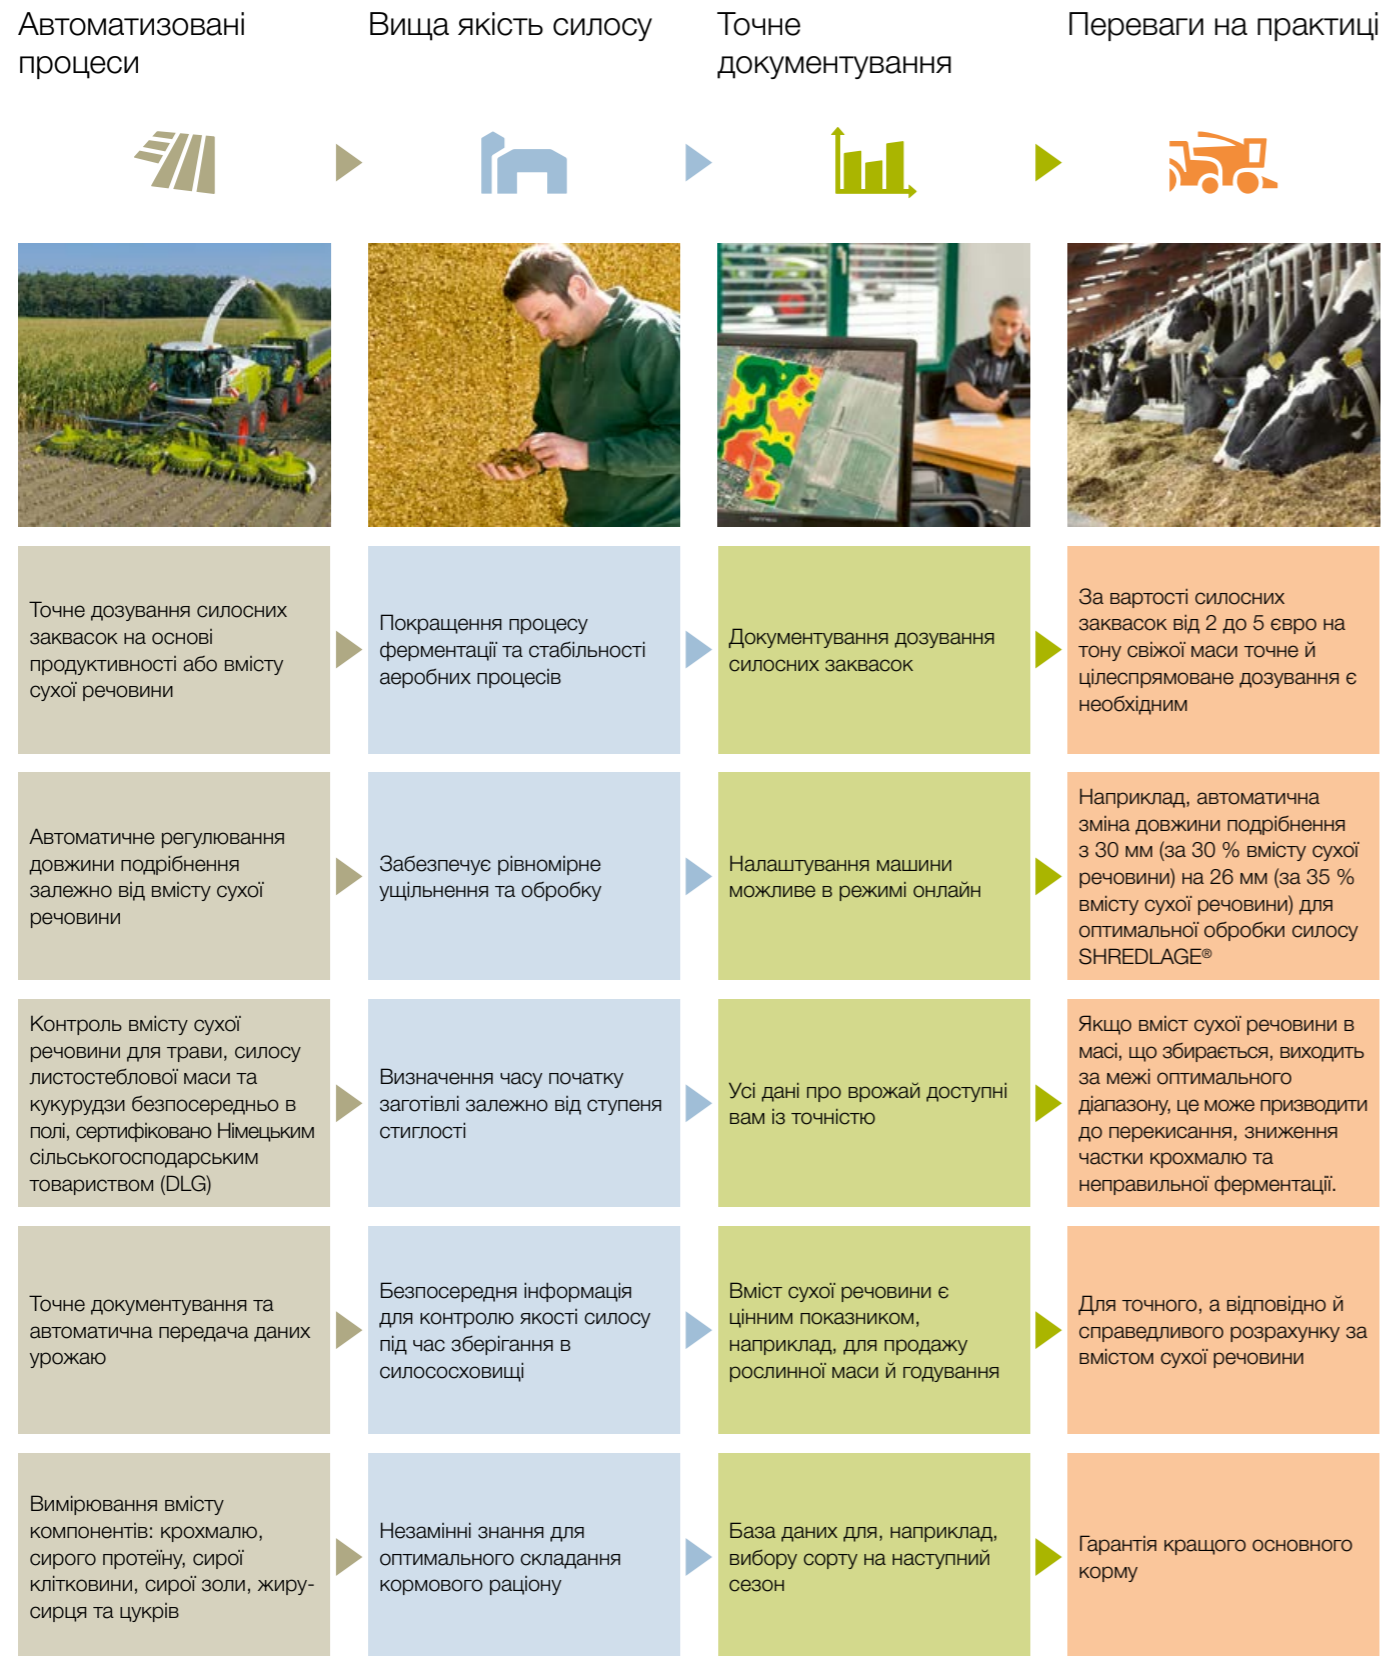 Автоматизовані
процеси
Вища якість силосу
Точне
документування
Переваги на практиці
Точне дозування силосних
заквасок на основі
продуктивності або вмісту
сухої речовини
Покращення процесу
ферментації та стабільності
аеробних процесів
Документування дозування
силосних заквасок
За вартості силосних
заквасок від 2 до 5 євро на
тону свіжої маси точне й
цілеспрямоване дозування є
необхідним
Автоматичне регулювання
довжини подрібнення
залежно від вмісту сухої
речовини
Забезпечує рівномірне
ущільнення та обробку
Налаштування машини
можливе в режимі онлайн
Наприклад, автоматична
зміна довжини подрібнення
з 30 мм (за 30 % вмісту сухої
речовини) на 26 мм (за 35 %
вмісту сухої речовини) для
оптимальної обробки силосу
SHREDLAGE®
Контроль вмісту сухої
речовини для трави, силосу
листостеблової маси та
кукурудзи безпосередньо в
полі, сертифіковано Німецьким
сільськогосподарським
товариством (DLG)
Визначення часу початку
заготівлі залежно від ступеня
стиглості
Усі дані про врожай доступні
вам із точністю
Якщо вміст сухої речовини в
масі, що збирається, виходить
за межі оптимального
діапазону, це може призводити
до перекисання, зниження
частки крохмалю та
неправильної ферментації.
Точне документування та
автоматична передача даних
урожаю
Безпосередня інформація
для контролю якості силосу
під час зберігання в
силососховищі
Вміст сухої речовини є
цінним показником,
наприклад, для продажу
рослинної маси й годування
Для точного, а відповідно й
справедливого розрахунку за
вмістом сухої речовини
Вимірювання вмісту
компонентів: крохмалю,
сирого протеїну, сирої
клітковини, сирої золи, жиру-
сирця та цукрів
Незамінні знання для
оптимального складання
кормового раціону
База даних для, наприклад,
вибору сорту на наступний
сезон
Гарантія кращого основного
корму